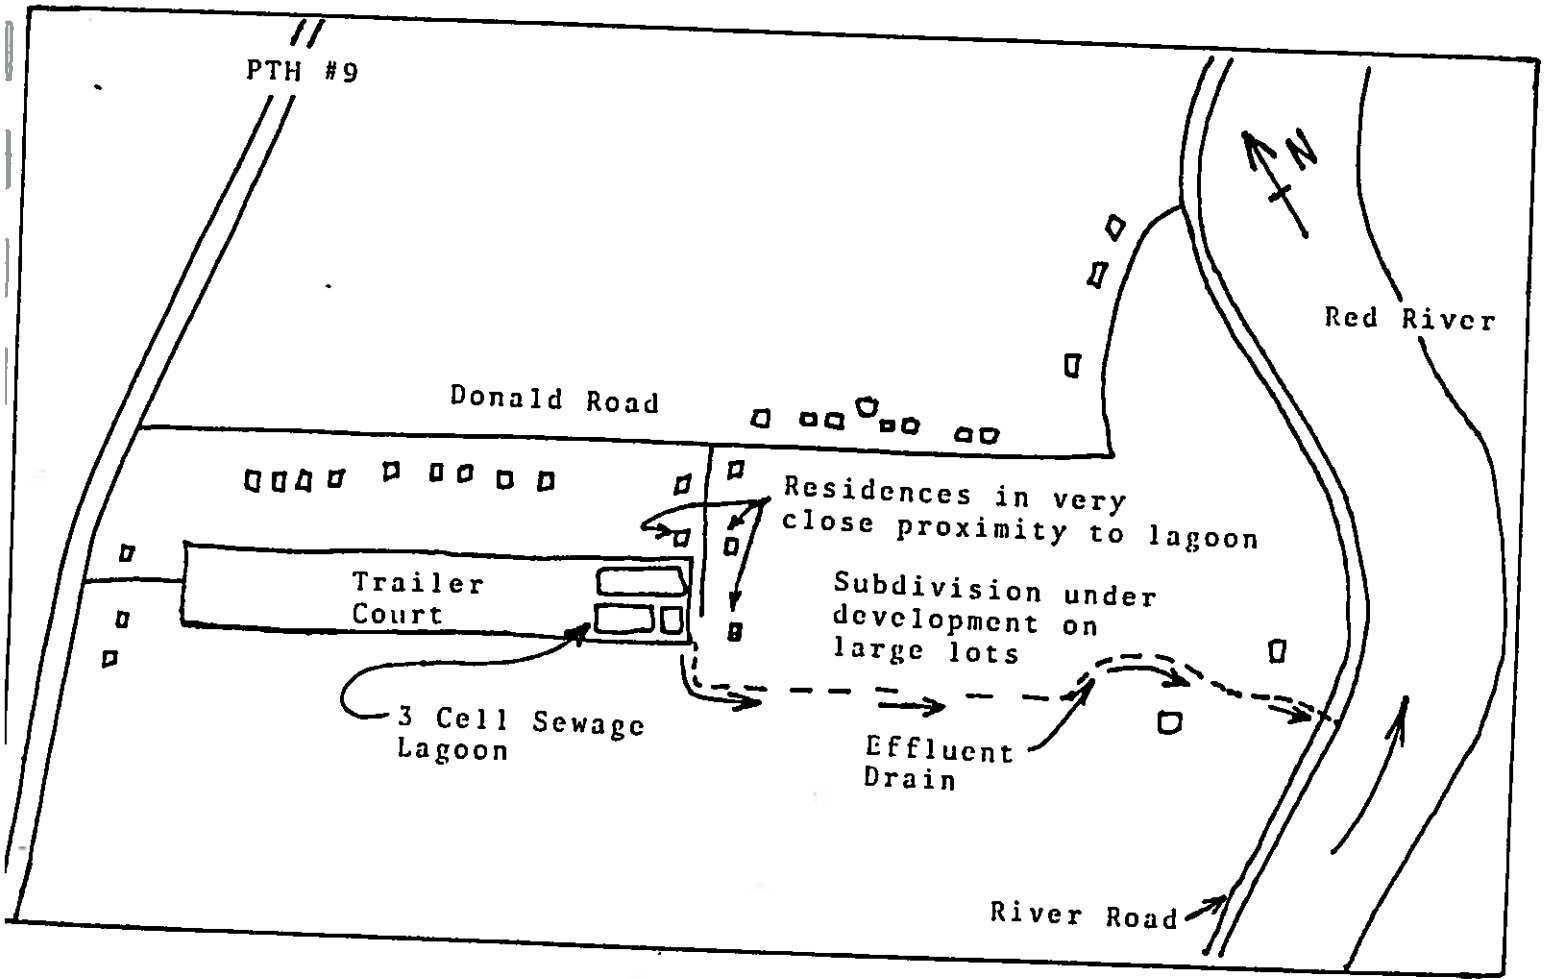 PTH #9
N
Red River
Donald Road
Residences in very
close proximity to lagoon
Trailer
Court
Subdivision under
development on
large lots
3 Cell Sewage
Lagoon
Effluent
Drain
River Road